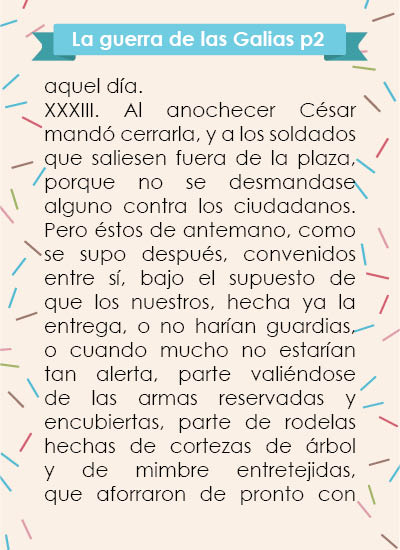 La guerra de las Galias p2
aquel día.
XXXIII. Al anochecer César
mandó cerrarla, y a los soldados
que saliesen fuera de la plaza,
porque no se desmandase
alguno contra los ciudadanos.
Pero éstos de antemano, como
se supo después, convenidos
entre sí, bajo el supuesto de
que los nuestros, hecha ya la
entrega, o no harían guardias,
o cuando mucho no estarían
tan alerta, parte valiéndose
de las armas reservadas y
encubiertas, parte de rodelas
hechas de cortezas de árbol
y de mimbre entretejidas,
que aforraron de pronto con